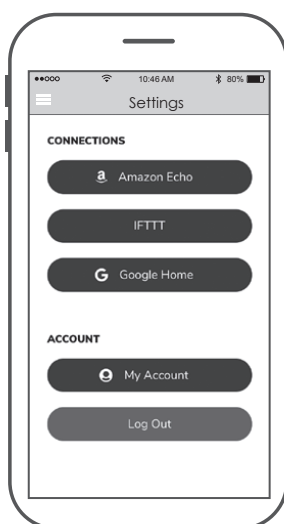 10:46 AM
80%
Settings
CONNECTIONS
a Amazon Echo
IFTTT
G Google Home
ACCOUNT
My Account
Log Out